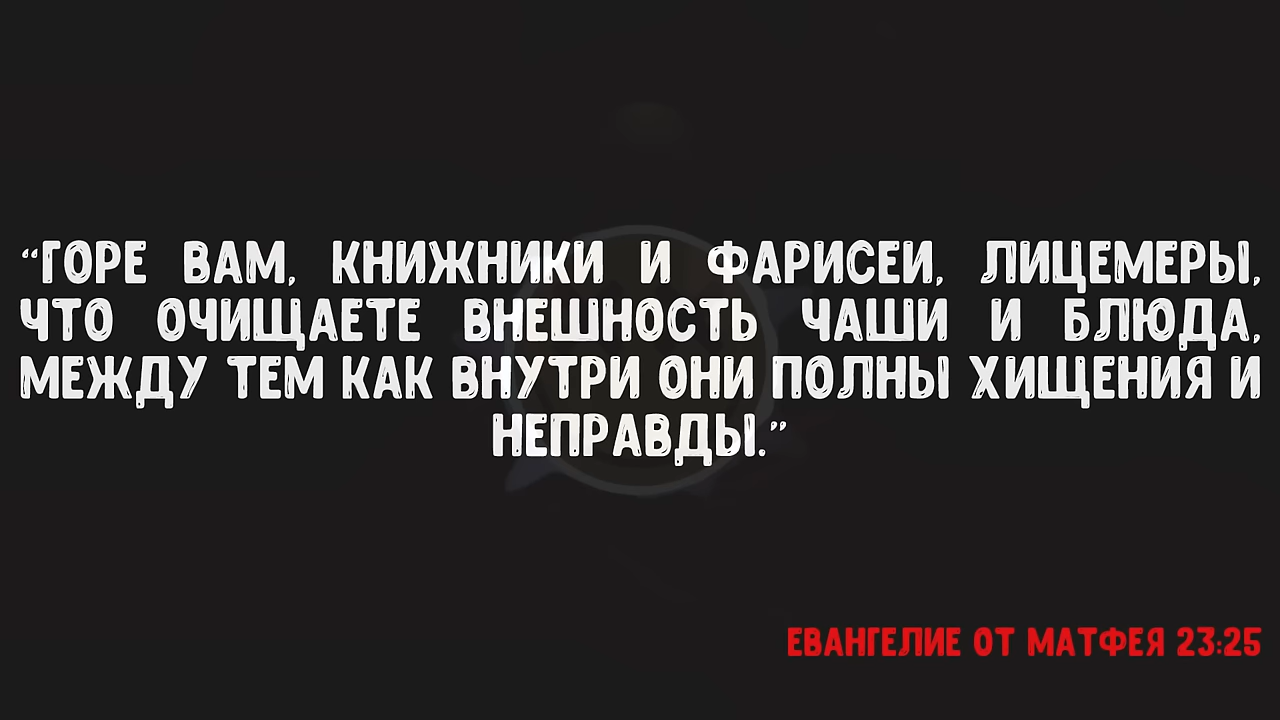 “ГОРЕ ВАМ, КНИЖНИКИ И ФАРИСЕИ, ЛИЦЕМЕРЫ,
ЧТО ОЧИЩАЕТЕ ВНЕШНОСТЬ ЧАШИ И БЛЮДА,
МЕЖДУ ТЕМ КАК ВНУТРИ ОНИ ПОЛНЫ ХИЩЕНИЯ И
НЕПРАВДЫ.”
ЕВАНГЕЛИЕ ОТ МАТФЕЯ 23:25